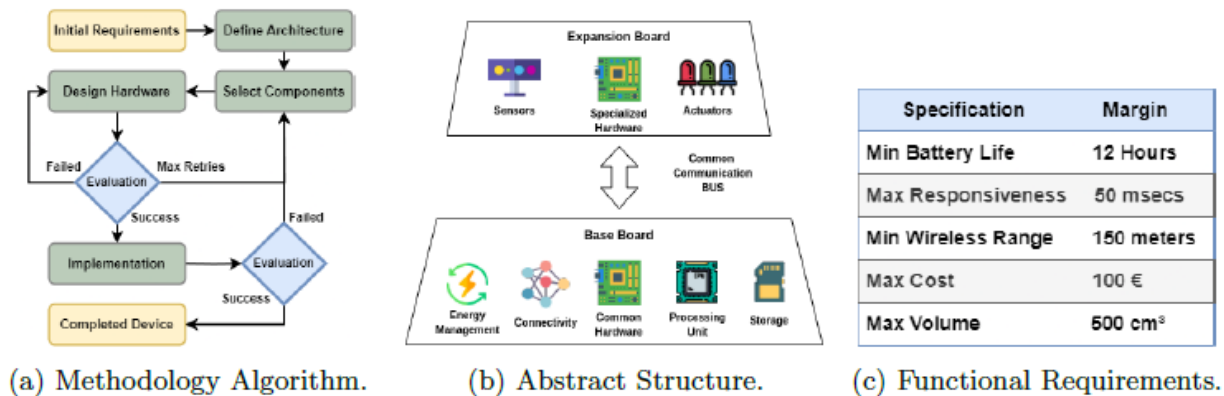 Initial Requirements
Define Architecture
Design Hardware
Select Components
Failed
Evaluation
Max Retries
Success
Failed
Implementation
Evaluation
Success
Completed Device
(a) Methodology Algorithm.
Expansion Board
Sensors
Specialized
Hardware
Actuators
Common
Communication
BUS
Base Board
Energy
Management
Connectivity
Common
Hardware
Processing
Unit
Storage
(b) Abstract Structure.
Specification Margin
Min Battery Life 12 Hours
Max Responsiveness 50 msecs
Min Wireless Range 150 meters
Max Cost 100 €
Max Volume 500 cm³
(c) Functional Requirements.